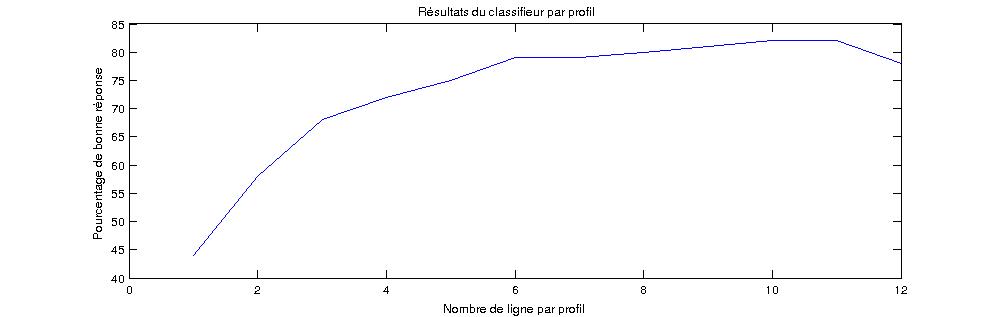 Résultats du classifieur par profil
Pourcentage de bonne réponse
85
80
75
70
65
60
55
50
45
40
0 2 4 6 8 10 12
Nombre de ligne par profil